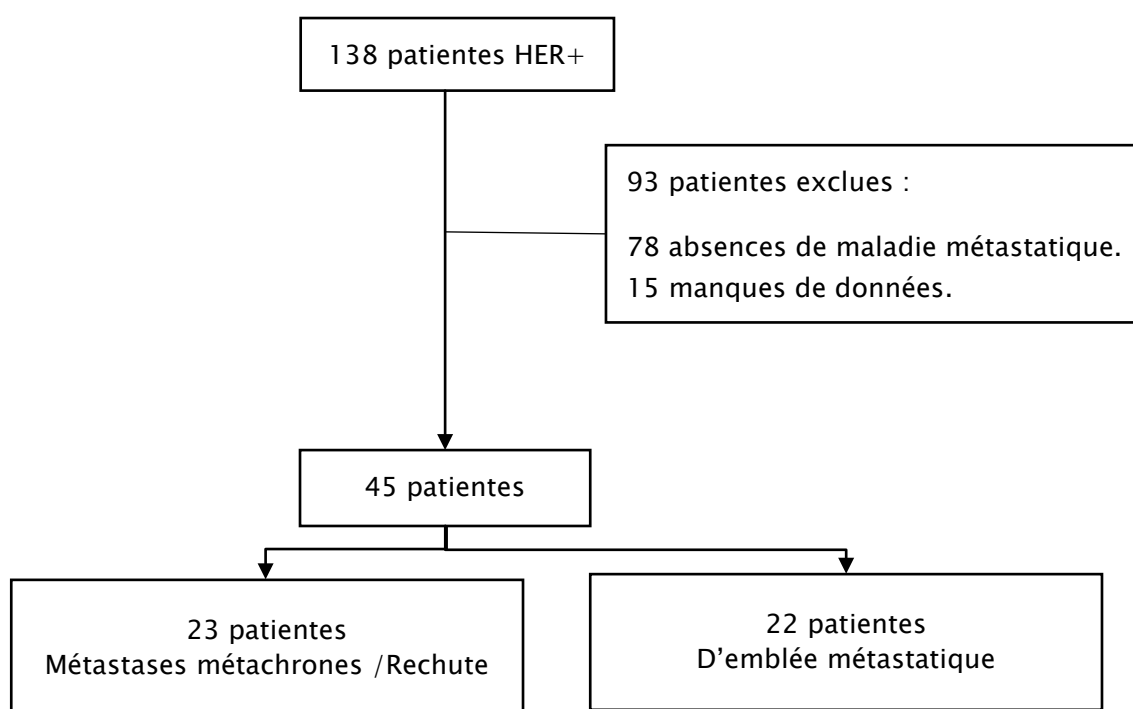 138 patientes HER+
93 patientes exclues :
78 absences de maladie métastatique.
15 manques de données.
45 patientes
23 patientes
Métastases métachrones /Rechute
22 patientes
D’emblée métastatique